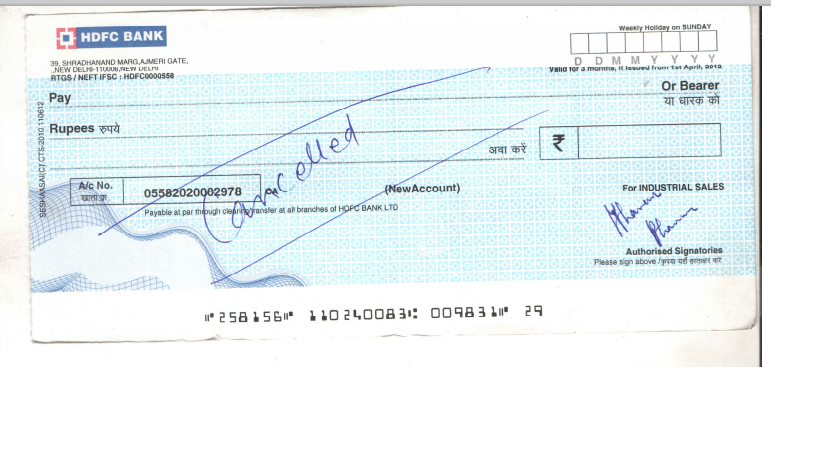 HDFC BANK
Weekly Holiday on SUNDAY
39, SHRADHANAND MARG,AJMERI GATE,
,NEW DELHI-110006,NEW DELHI
RTGS / NEFT IFSC : HDFC0000558
D D M M Y Y Y Y
Valid for 3 months, if issued from 1st April, 2012
Pay
Or Bearer
या धारक को
Rupees रुपये
अदा करें
₹
A/c No.
खाता क्र.
05582020002978
CA
(NewAccount)
For INDUSTRIAL SALES
Payable at par through clearing/transfer at all branches of HDFC BANK LTD
Cancelled
Authorised Signatories
Please sign above /कृपया यहाँ हस्ताक्षर करें
SESHAASAI(C) CTS-2010 110612
⑈258156⑈ 110240083⑆ 009831⑈ 29